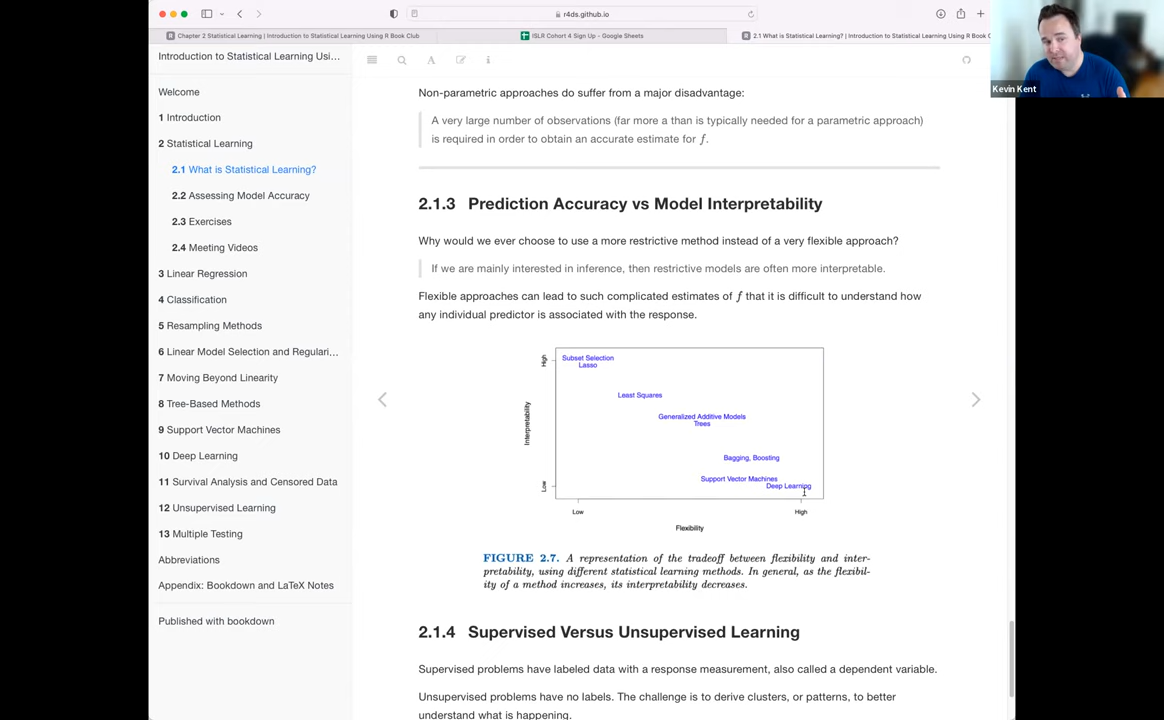 r4ds.github.io
Chapter 2 Statistical Learning | Introduction to Statistical Learning Using R Book Club
ISLR Cohort 4 Sign Up - Google Sheets
2.1 What is Statistical Learning? | Introduction to Statistical Learning Using R Book C
Kevin Kent
Introduction to Statistical Learning Usi...
Welcome
1 Introduction
2 Statistical Learning
2.1 What is Statistical Learning?
2.2 Assessing Model Accuracy
2.3 Exercises
2.4 Meeting Videos
3 Linear Regression
4 Classification
5 Resampling Methods
6 Linear Model Selection and Regulari...
7 Moving Beyond Linearity
8 Tree-Based Methods
9 Support Vector Machines
10 Deep Learning
11 Survival Analysis and Censored Data
12 Unsupervised Learning
13 Multiple Testing
Abbreviations
Appendix: Bookdown and LaTeX Notes
Published with bookdown
Non-parametric approaches do suffer from a major disadvantage:
A very large number of observations (far more a than is typically needed for a parametric approach)
is required in order to obtain an accurate estimate for f.
2.1.3 Prediction Accuracy vs Model Interpretability
Why would we ever choose to use a more restrictive method instead of a very flexible approach?
If we are mainly interested in inference, then restrictive models are often more interpretable.
Flexible approaches can lead to such complicated estimates of f that it is difficult to understand how
any individual predictor is associated with the response.
High
Interpretability
Low
Subset Selection
Lasso
Least Squares
Generalized Additive Models
Trees
Bagging, Boosting
Support Vector Machines
Deep Learning
Low
High
Flexibility
FIGURE 2.7. A representation of the tradeoff between flexibility and inter-
pretability, using different statistical learning methods. In general, as the flexibil-
ity of a method increases, its interpretability decreases.
2.1.4 Supervised Versus Unsupervised Learning
Supervised problems have labeled data with a response measurement, also called a dependent variable.
Unsupervised problems have no labels. The challenge is to derive clusters, or patterns, to better
understand what is happening.